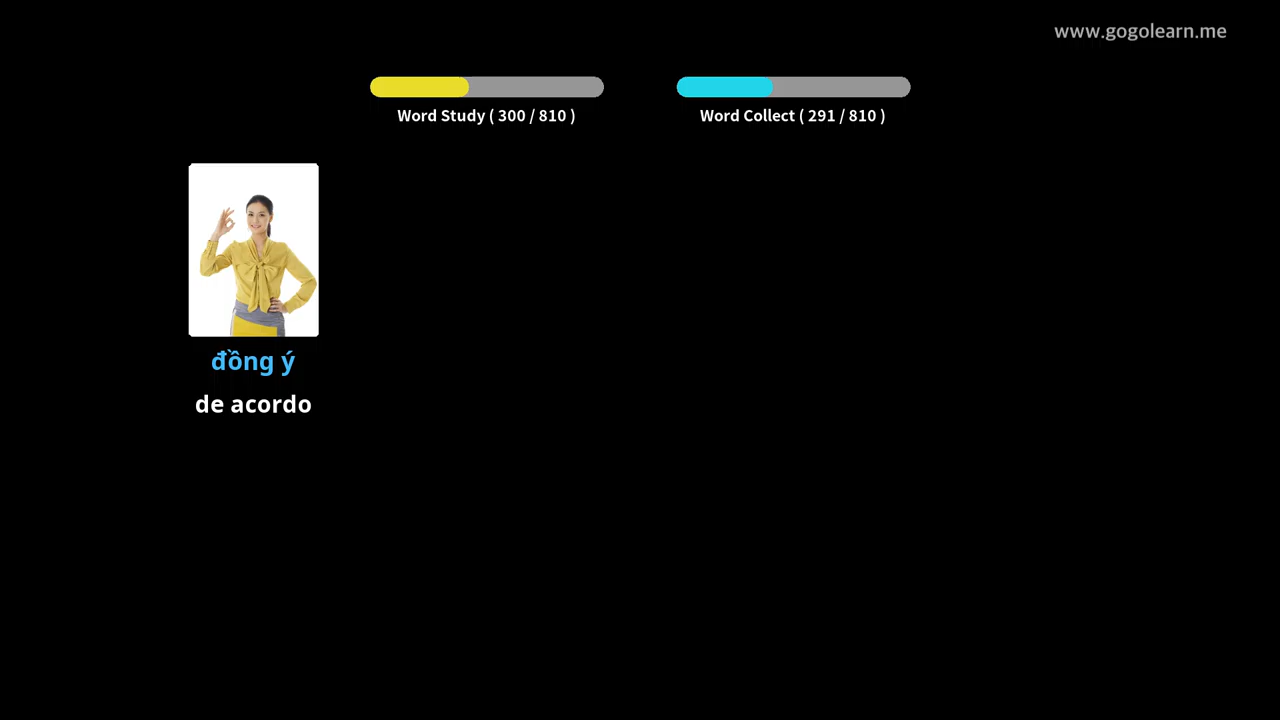 www.gogolearn.me
Word Study ( 300 / 810 )
Word Collect ( 291 / 810 )
đồng ý
de acordo